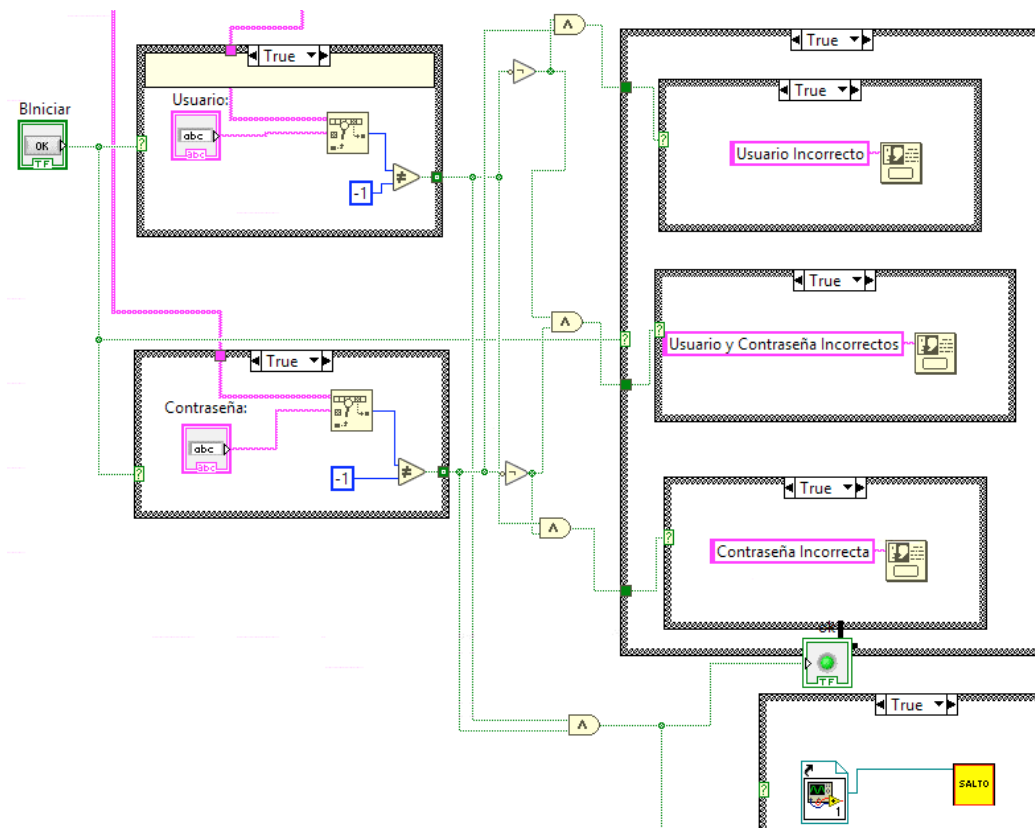 True
True
True
BIniciar
Usuario:
OK
TF
abc
abc
-1
Usuario Incorrecto
True
Usuario y Contraseña Incorrectos
True
Contraseña:
abc
abc
-1
True
Contraseña Incorrecta
ok
TF
True
1
SALTO